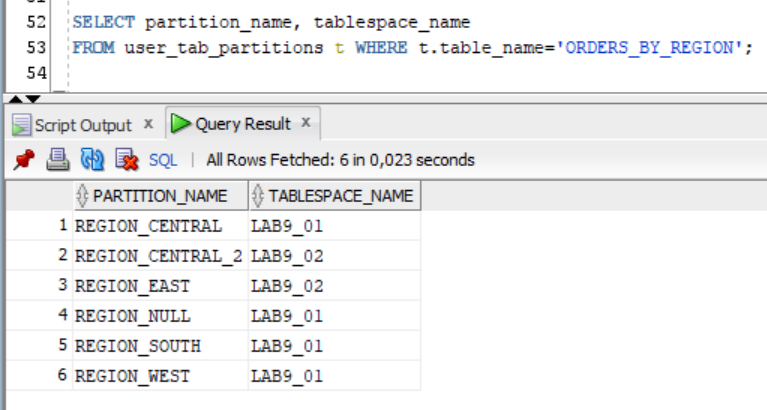 52 SELECT partition_name, tablespace_name
53 FROM user_tab_partitions t WHERE t.table_name='ORDERS_BY_REGION';
54
Script Output x Query Result x
SQL | All Rows Fetched: 6 in 0,023 seconds
PARTITION_NAME TABLESPACE_NAME
1 REGION_CENTRAL LAB9_01
2 REGION_CENTRAL_2 LAB9_02
3 REGION_EAST LAB9_02
4 REGION_NULL LAB9_01
5 REGION_SOUTH LAB9_01
6 REGION_WEST LAB9_01